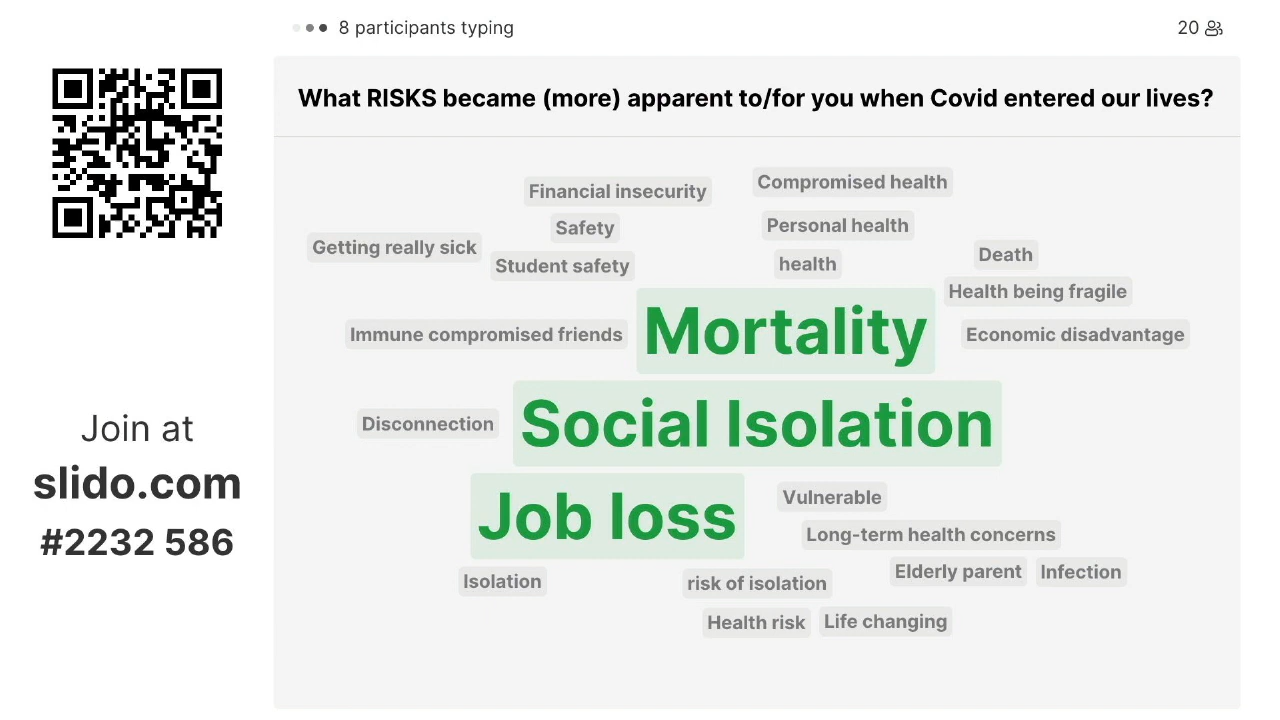 8 participants typing
20
What RISKS became (more) apparent to/for you when Covid entered our lives?
Financial insecurity
Compromised health
Safety
Personal health
Getting really sick
Student safety
health
Death
Health being fragile
Immune compromised friends
Mortality
Economic disadvantage
Disconnection
Social Isolation
Job loss
Vulnerable
Long-term health concerns
Isolation
risk of isolation
Elderly parent
Infection
Health risk
Life changing
Join at
slido.com
#2232 586